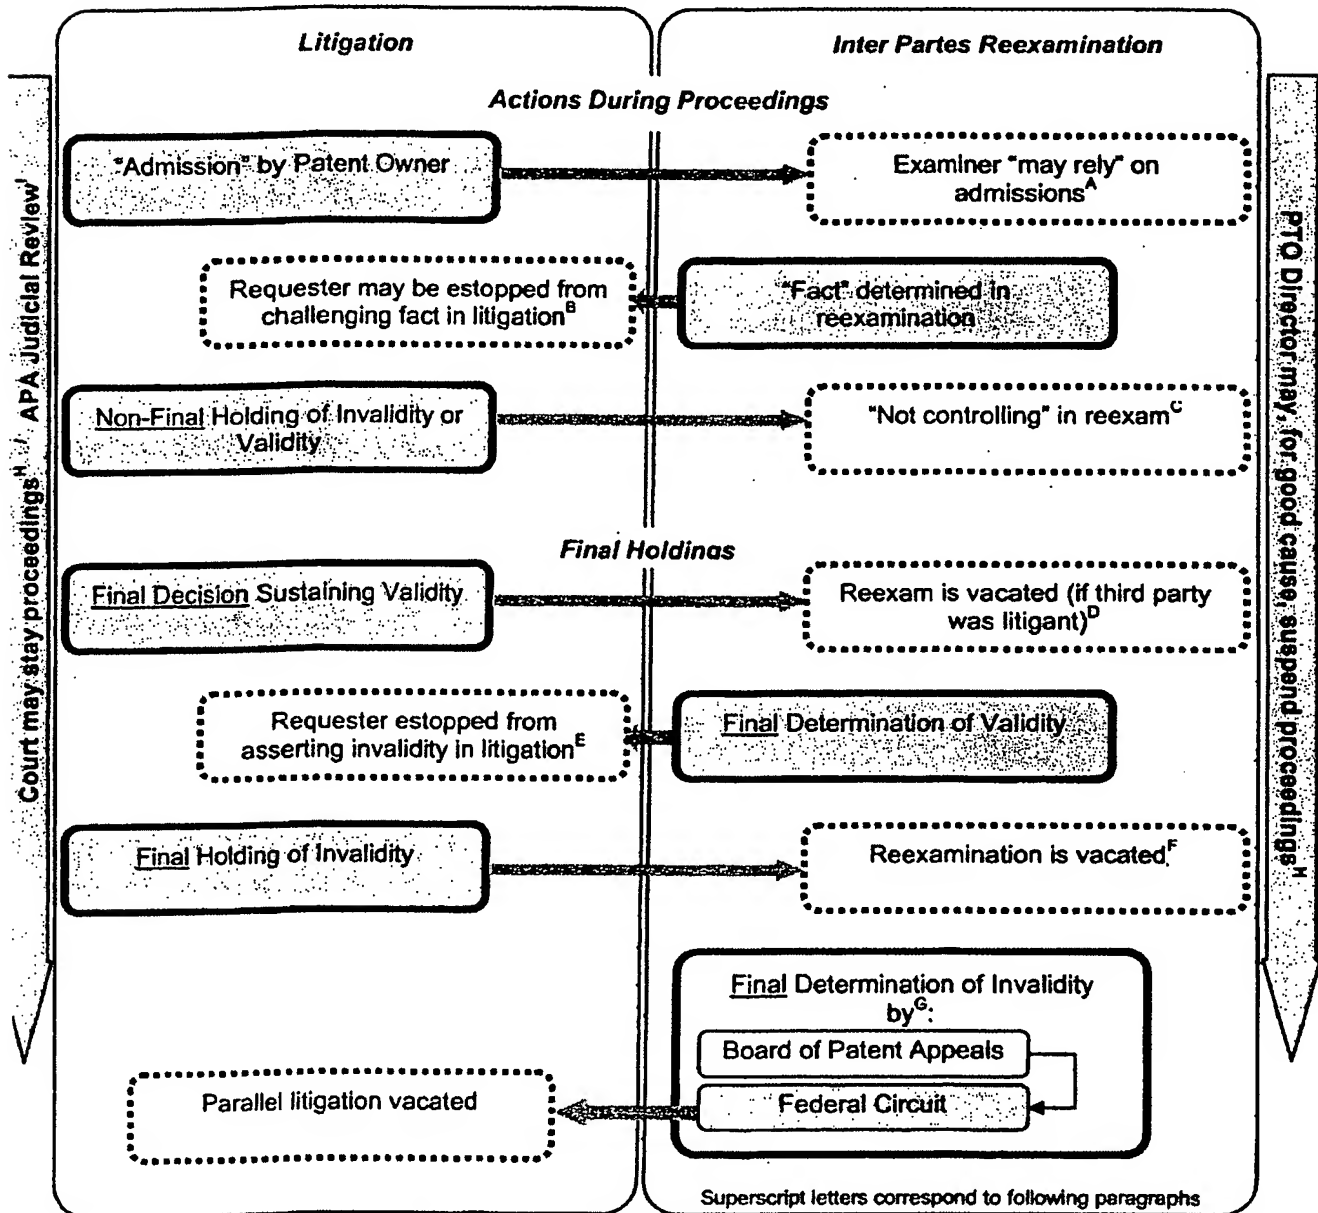 Litigation
Inter Partes Reexamination
Actions During Proceedings
"Admission" by Patent Owner
Examiner "may rely" on
admissions^A
Requester may be estopped from
challenging fact in litigation^B
"Fact" determined in
reexamination
Non-Final Holding of Invalidity or
Validity
"Not controlling" in reexam^C
Final Holdings
Final Decision Sustaining Validity
Reexam is vacated (if third party
was litigant)^D
Requester estopped from
asserting invalidity in litigation^E
Final Determination of Validity
Final Holding of Invalidity
Reexamination is vacated.^F
Final Determination of Invalidity
by^G:
Board of Patent Appeals
Federal Circuit
Parallel litigation vacated
Superscript letters correspond to following paragraphs
Court may stay proceedings^H / APA Judicial Review^I
PTO Director may, for good cause, suspend proceedings^H